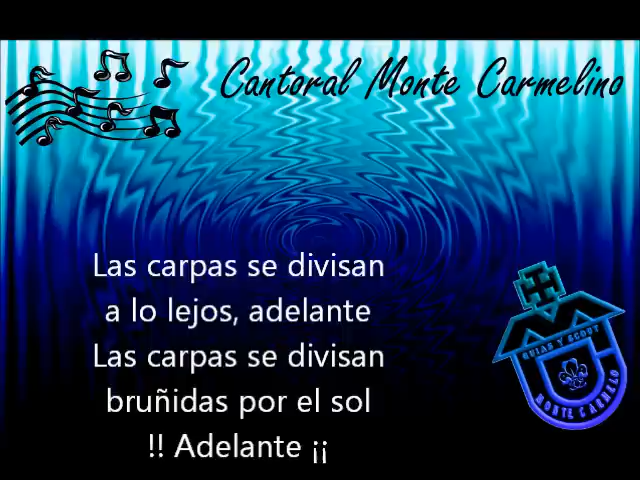 Cantoral Monte Carmelino
Las carpas se divisan
a lo lejos, adelante
Las carpas se divisan
bruñidas por el sol
!! Adelante ¡¡
GUIAS Y SCOUT
MONTE CARMELO